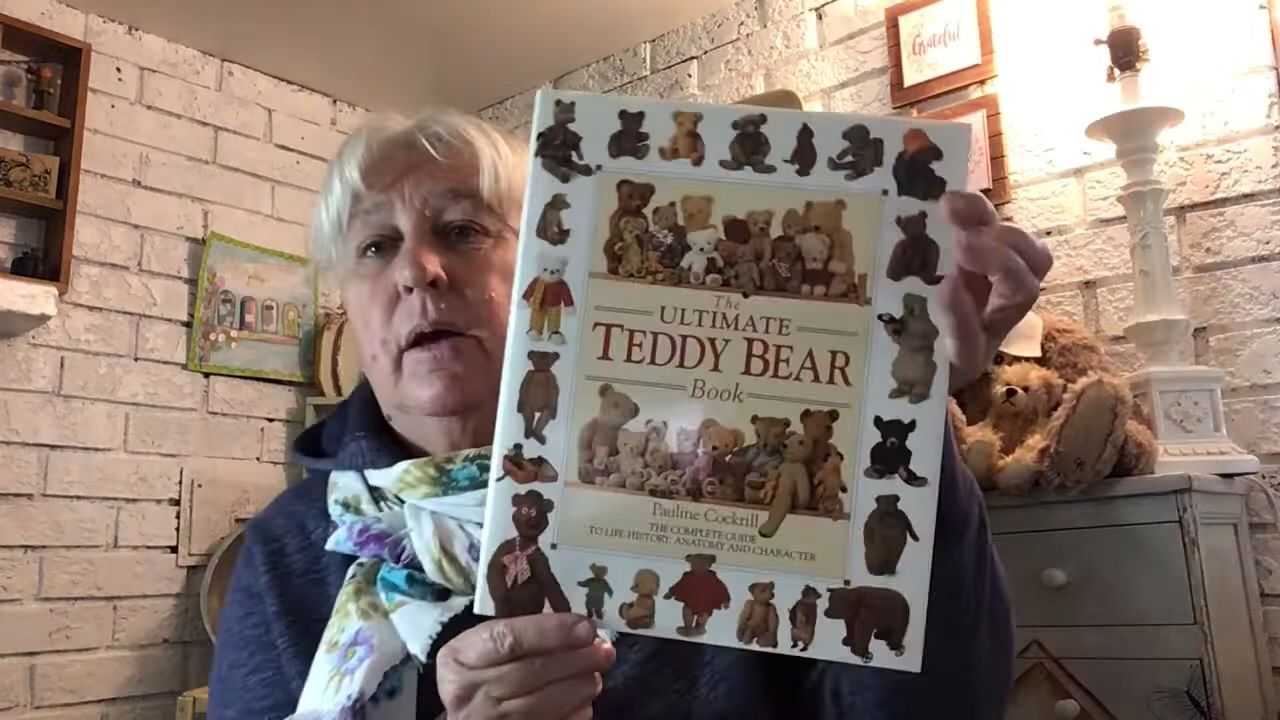 Grateful
The
ULTIMATE
TEDDY BEAR
Book
Pauline Cockrill
THE COMPLETE GUIDE
TO LIFE-HISTORY, ANATOMY AND CHARACTER